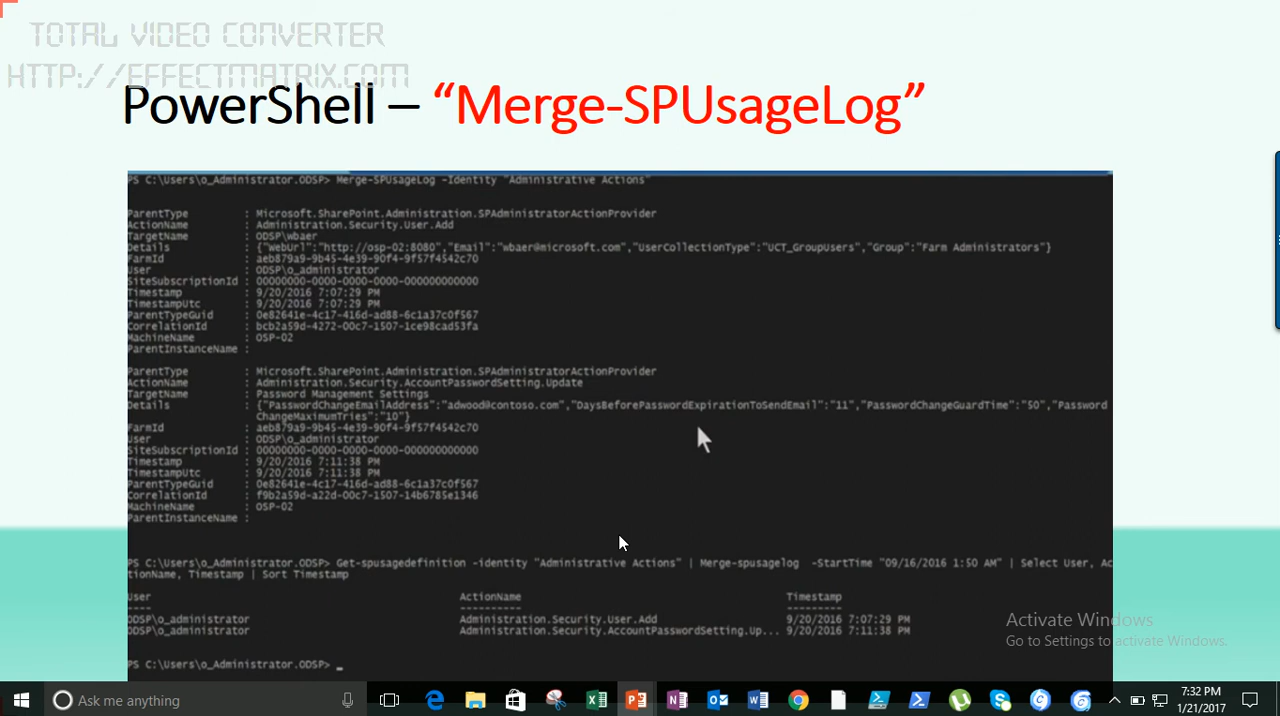 TOTAL VIDEO CONVERTER
HTTP://EFFECTMATRIX.COM
PowerShell – “Merge-SPUsageLog”
PS C:\Users\o_Administrator.ODSP> Merge-SPUsageLog -Identity "Administrative Actions"
ParentType : Microsoft.SharePoint.Administration.SPAdministratorActionProvider
ActionName : Administration.Security.User.Add
TargetName : ODSP\wbaer
Details : {"WebUrl":"http://osp-02:8080","Email":"wbaer@microsoft.com","UserCollectionType":"UCT_GroupUsers","Group":"Farm Administrators"}
FarmId : aeb879a9-9b45-4e39-90f4-9f57f4542c70
User : ODSP\o_administrator
SiteSubscriptionId : 00000000-0000-0000-0000-000000000000
Timestamp : 9/20/2016 7:07:29 PM
TimestampUtc : 9/20/2016 7:07:29 PM
ParentTypeGuid : 0e82641e-4c17-416d-ad88-6c1a37c0f567
CorrelationId : bcb2a59d-4272-00c7-1507-1ce98cad53fa
MachineName : OSP-02
ParentInstanceName :
ParentType : Microsoft.SharePoint.Administration.SPAdministratorActionProvider
ActionName : Administration.Security.AccountPasswordSetting.Update
TargetName : Password Management Settings
Details : {"PasswordChangeEmailAddress":"adwood@contoso.com","DaysBeforePasswordExpirationToSendEmail":"11","PasswordChangeGuardTime":"50","Password
ChangeMaximumTries":"10"}
FarmId : aeb879a9-9b45-4e39-90f4-9f57f4542c70
User : ODSP\o_administrator
SiteSubscriptionId : 00000000-0000-0000-0000-000000000000
Timestamp : 9/20/2016 7:11:38 PM
TimestampUtc : 9/20/2016 7:11:38 PM
ParentTypeGuid : 0e82641e-4c17-416d-ad88-6c1a37c0f567
CorrelationId : f9b2a59d-a22d-00c7-1507-14b6785e1346
MachineName : OSP-02
ParentInstanceName :
PS C:\Users\o_Administrator.ODSP> Get-spusagedefinition -identity "Administrative Actions" | Merge-spusagelog -StartTime "09/16/2016 1:50 AM" | Select User, Ac
tionName, Timestamp | Sort Timestamp
User ActionName Timestamp
---- ---------- ---------
ODSP\o_administrator Administration.Security.User.Add 9/20/2016 7:07:29 PM
ODSP\o_administrator Administration.Security.AccountPasswordSetting.Up... 9/20/2016 7:11:38 PM
PS C:\Users\o_Administrator.ODSP> _
Activate Windows
Go to Settings to activate Windows.
Ask me anything
7:32 PM
1/21/2017